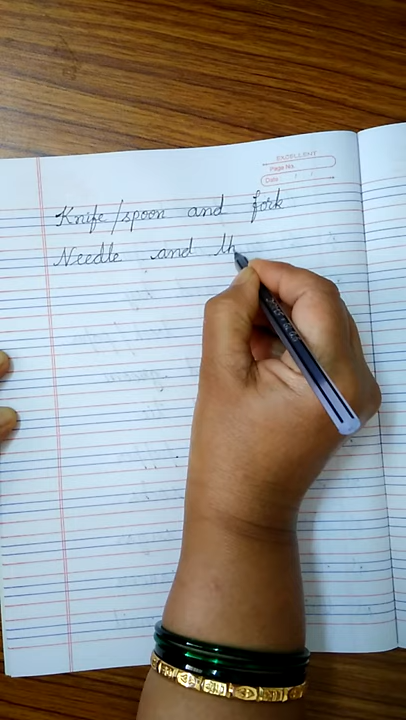 EXCELLENT
Page No.
Date / /
Knife/spoon and fork
Needle and th